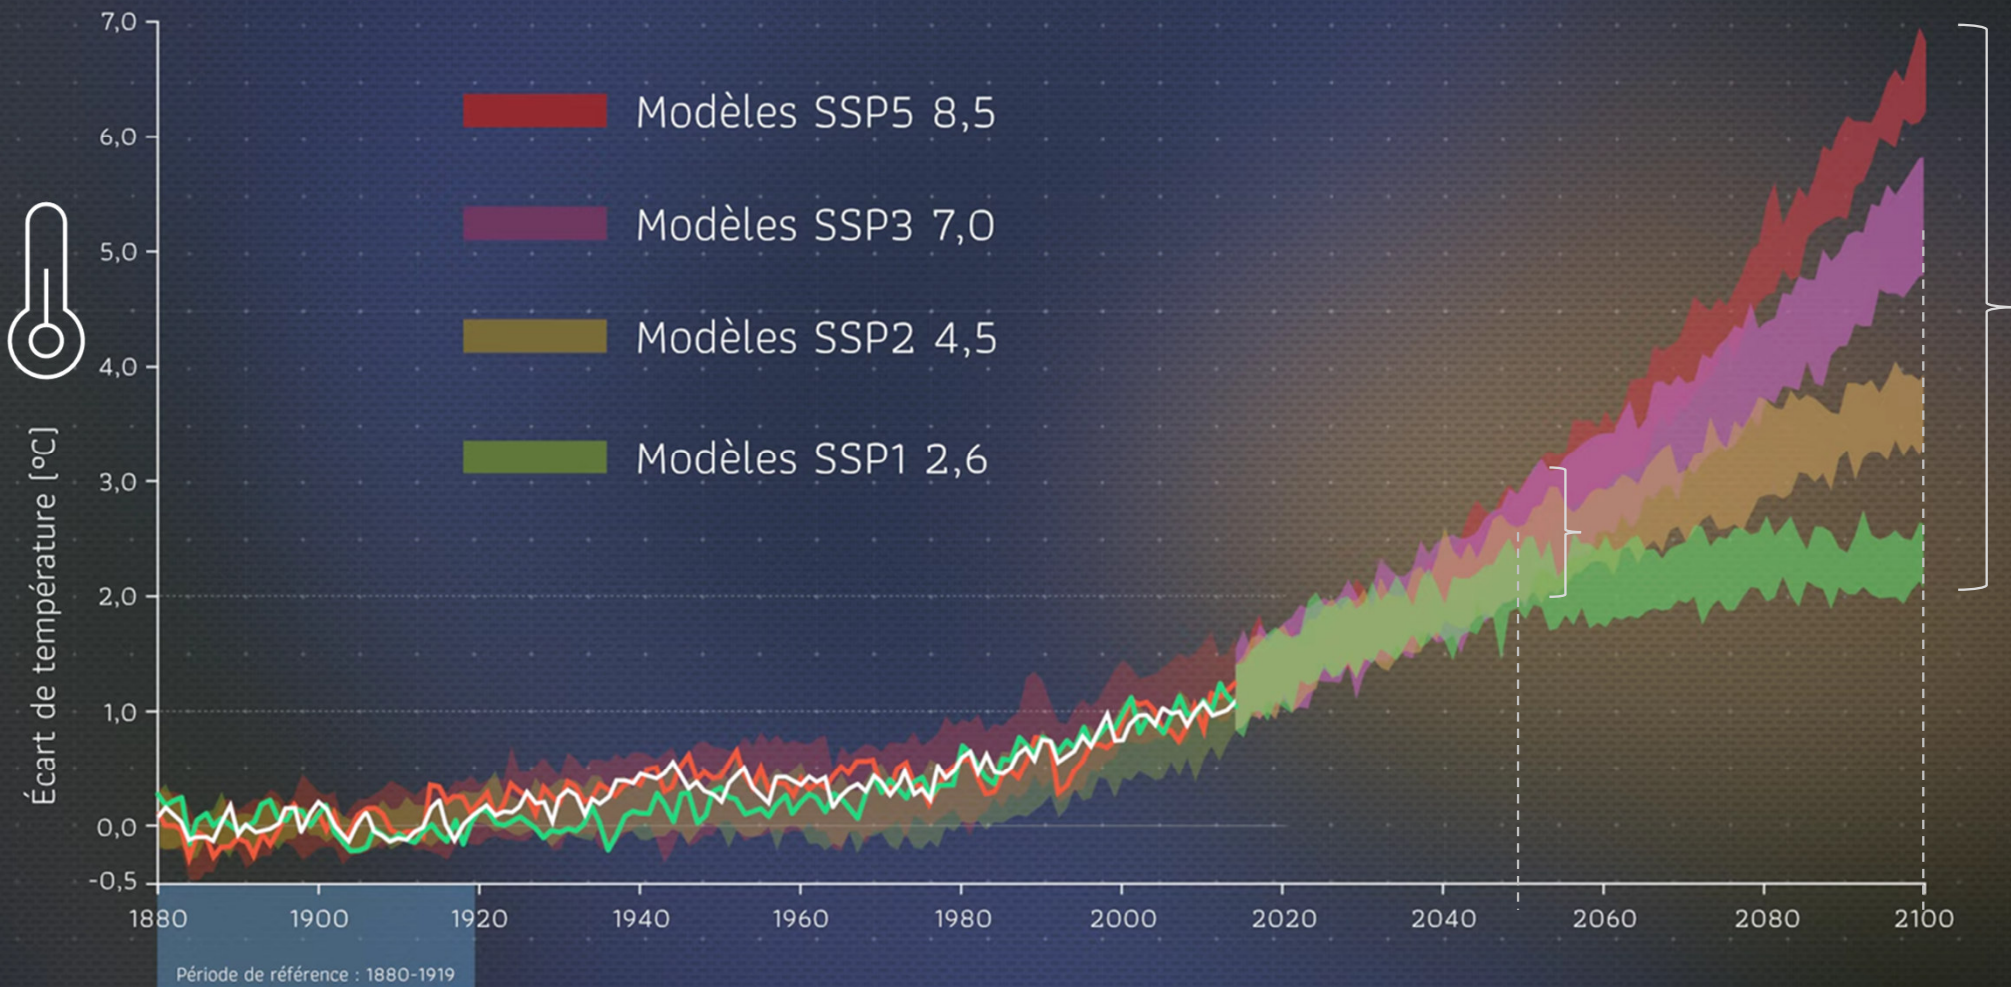 7,0
6,0
5,0
4,0
3,0
2,0
1,0
0,0
-0,5
Écart de température [°C]
Modèles SSP5 8,5
Modèles SSP3 7,0
Modèles SSP2 4,5
Modèles SSP1 2,6
1880 1900 1920 1940 1960 1980 2000 2020 2040 2060 2080 2100
Période de référence : 1880-1919